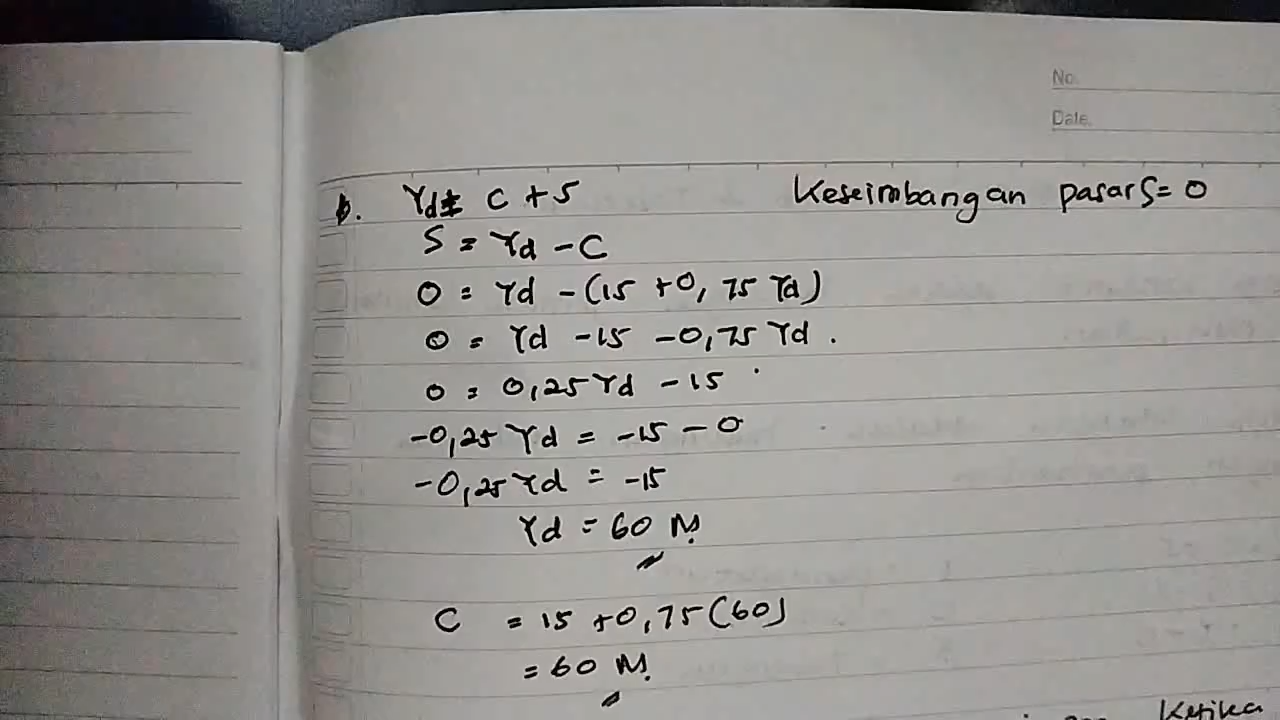 No.
Date.
b. Yd = C + S Keseimbangan pasar S = 0
S = Yd - C
0 = Yd - (15 + 0,75 Yd)
0 = Yd - 15 - 0,75 Yd.
0 = 0,25 Yd - 15
-0,25 Yd = -15 - 0
-0,25 Yd = -15
Yd = 60 M
C = 15 + 0,75 (60)
= 60 M.
Ketika